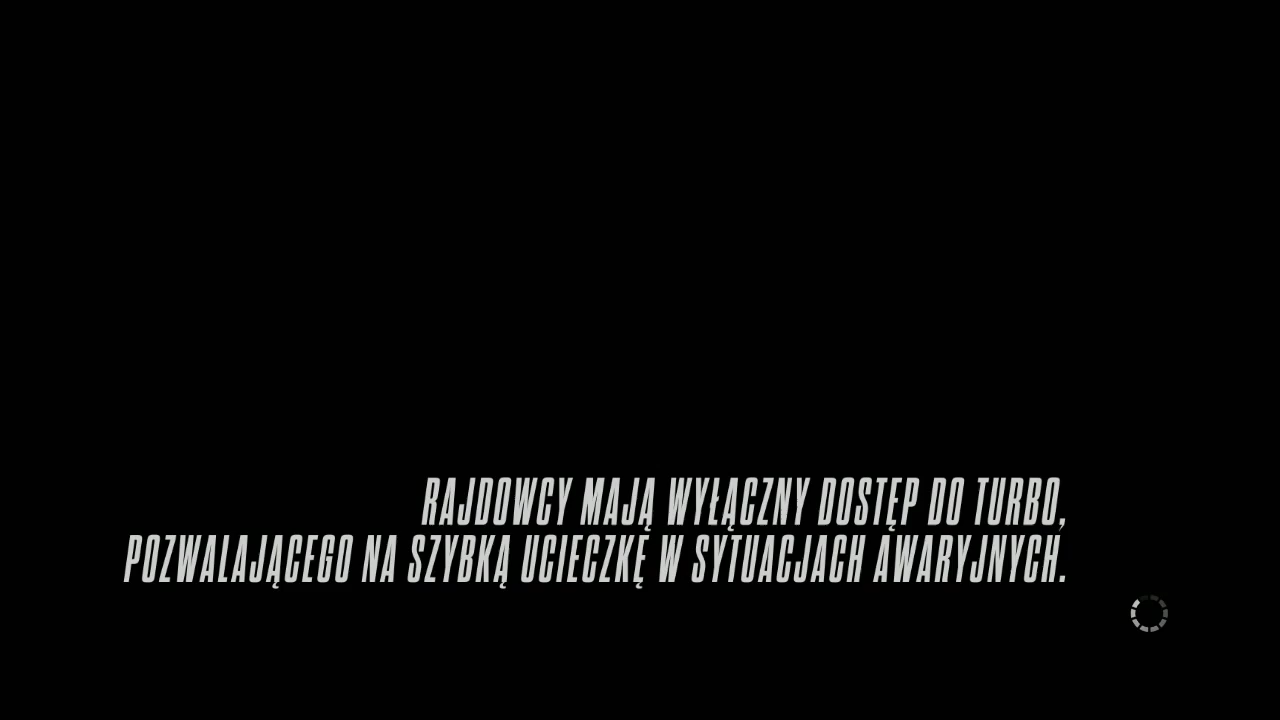 RAJDOWCY MAJĄ WYŁĄCZNY DOSTĘP DO TURBO,
POZWALAJĄCEGO NA SZYBKĄ UCIECZKĘ W SYTUACJACH AWARYJNYCH.